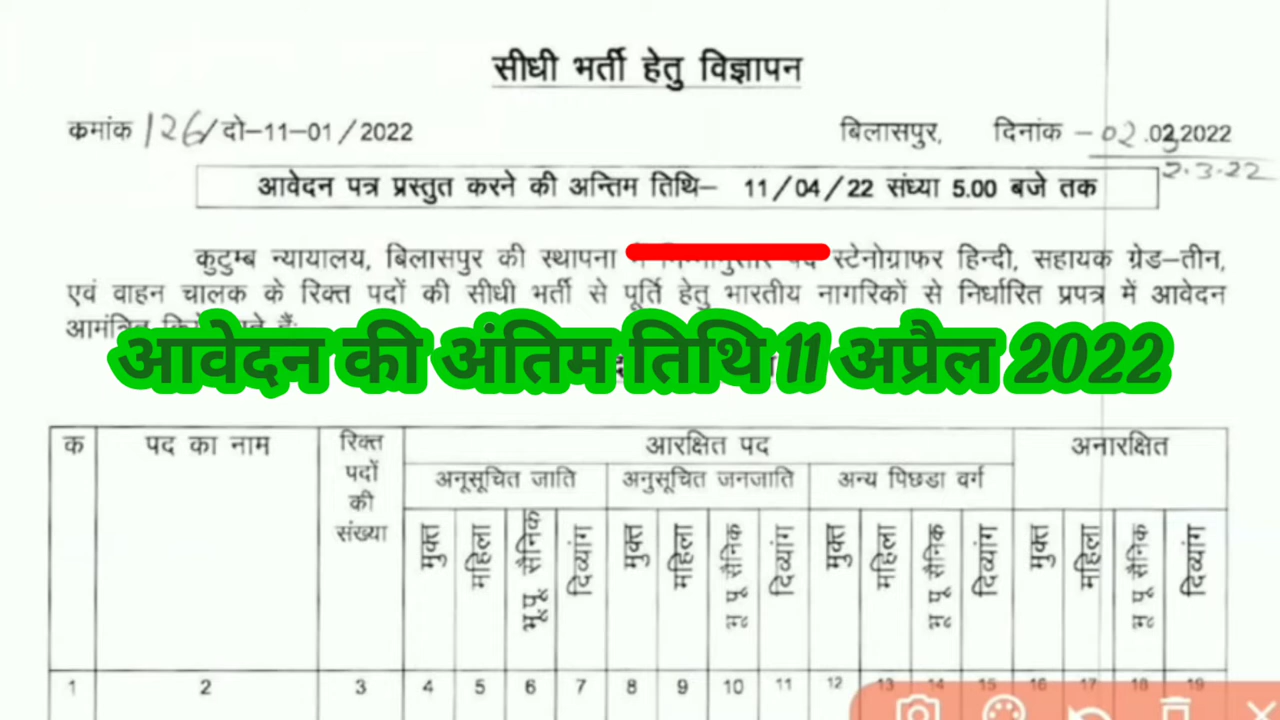 सीधी भर्ती हेतु विज्ञापन
कमांक 126/दो-11-01/2022 बिलासपुर, दिनांक -02.03.2022
2.3.22
आवेदन पत्र प्रस्तुत करने की अन्तिम तिथि- 11/04/22 संध्या 5.00 बजे तक
कुटुम्ब न्यायालय, बिलासपुर की स्थापना स्टेनोग्राफर हिन्दी, सहायक ग्रेड-तीन,
एवं वाहन चालक के रिक्त पदों की सीधी भर्ती से पूर्ति हेतु भारतीय नागरिकों से निर्धारित प्रपत्र में आवेदन
आवेदन की अंतिम तिथि 11 अप्रैल 2022
क पद का नाम रिक्त पदों की संख्या आरक्षित पद अनारक्षित
अनूसूचित जाति अनुसूचित जनजाति अन्य पिछडा वर्ग
मुक्त महिला भू.पू. सैनिक दिव्यांग मुक्त महिला भू पू सैनिक दिव्यांग मुक्त महिला भू पू सैनिक दिव्यांग मुक्त महिला भू पू सैनिक दिव्यांग
1 2 3 4 5 6 7 8 9 10 11 12 13 14 15 16 17 18 19